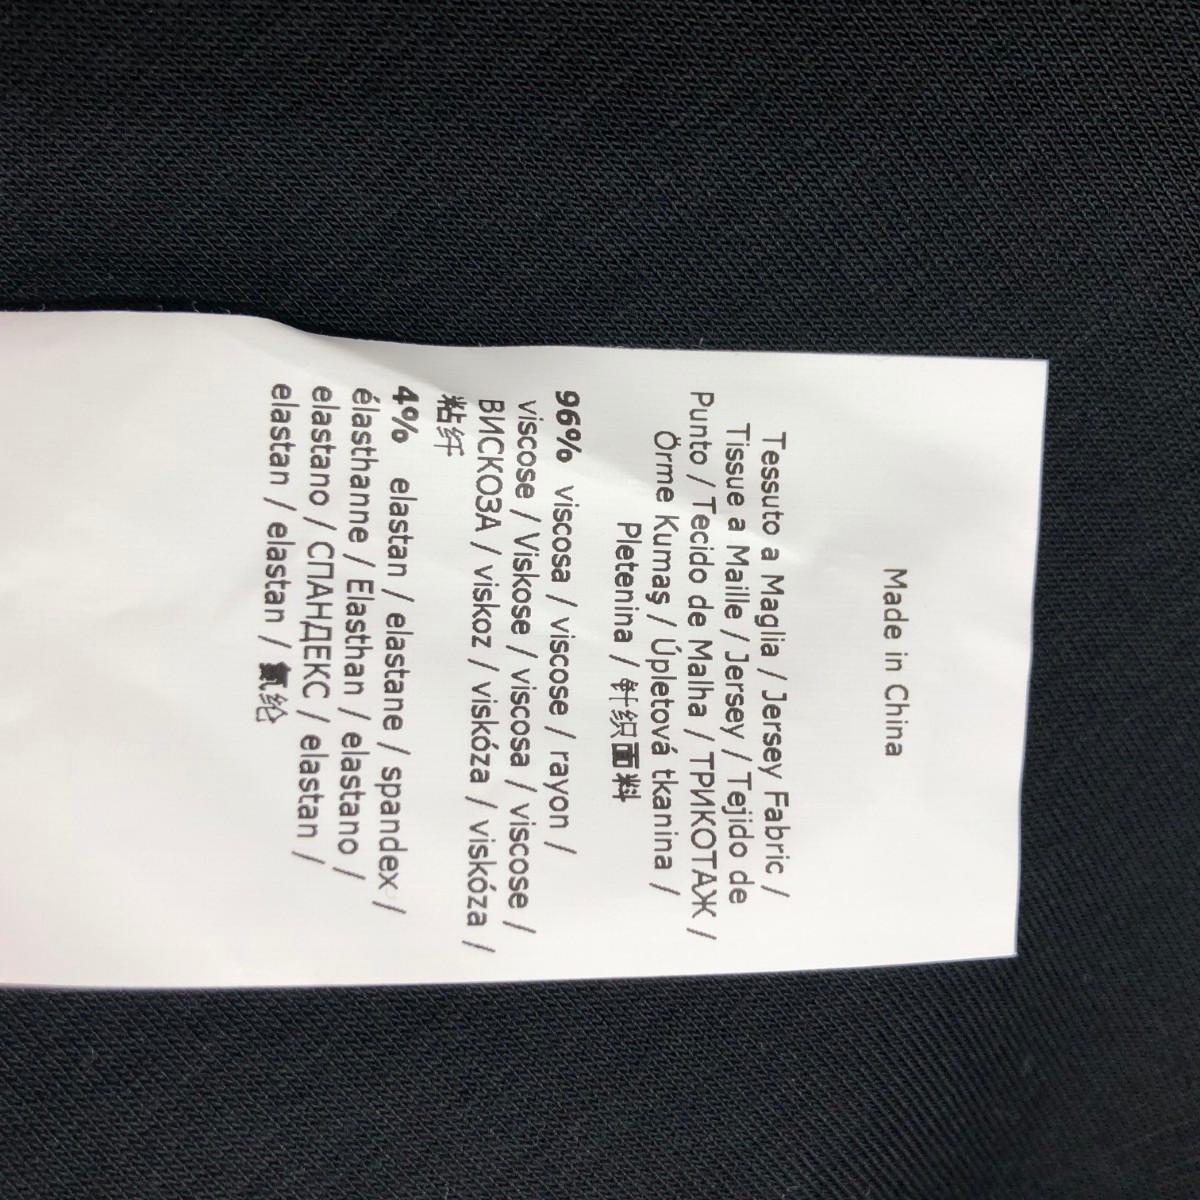 Made in China
Tessuto a Maglia / Jersey Fabric /
Tissue a Maille / Jersey / Tejido de
Punto / Tecido de Malha / ТРИКОТАЖ /
Örme Kumaş / Úpletová tkanina /
Pletenina / 针织面料
96% viscosa / viscose / rayon /
viscose / Viskose / viscosa / viscose /
ВИСКОЗА / viskoz / viskóza / viskóza /
粘纤
4% elastan / elastane / spandex /
élasthanne / Elasthan / elastano /
elastano / СПАНДЕКС / elastan /
elastan / elastan / 氨纶